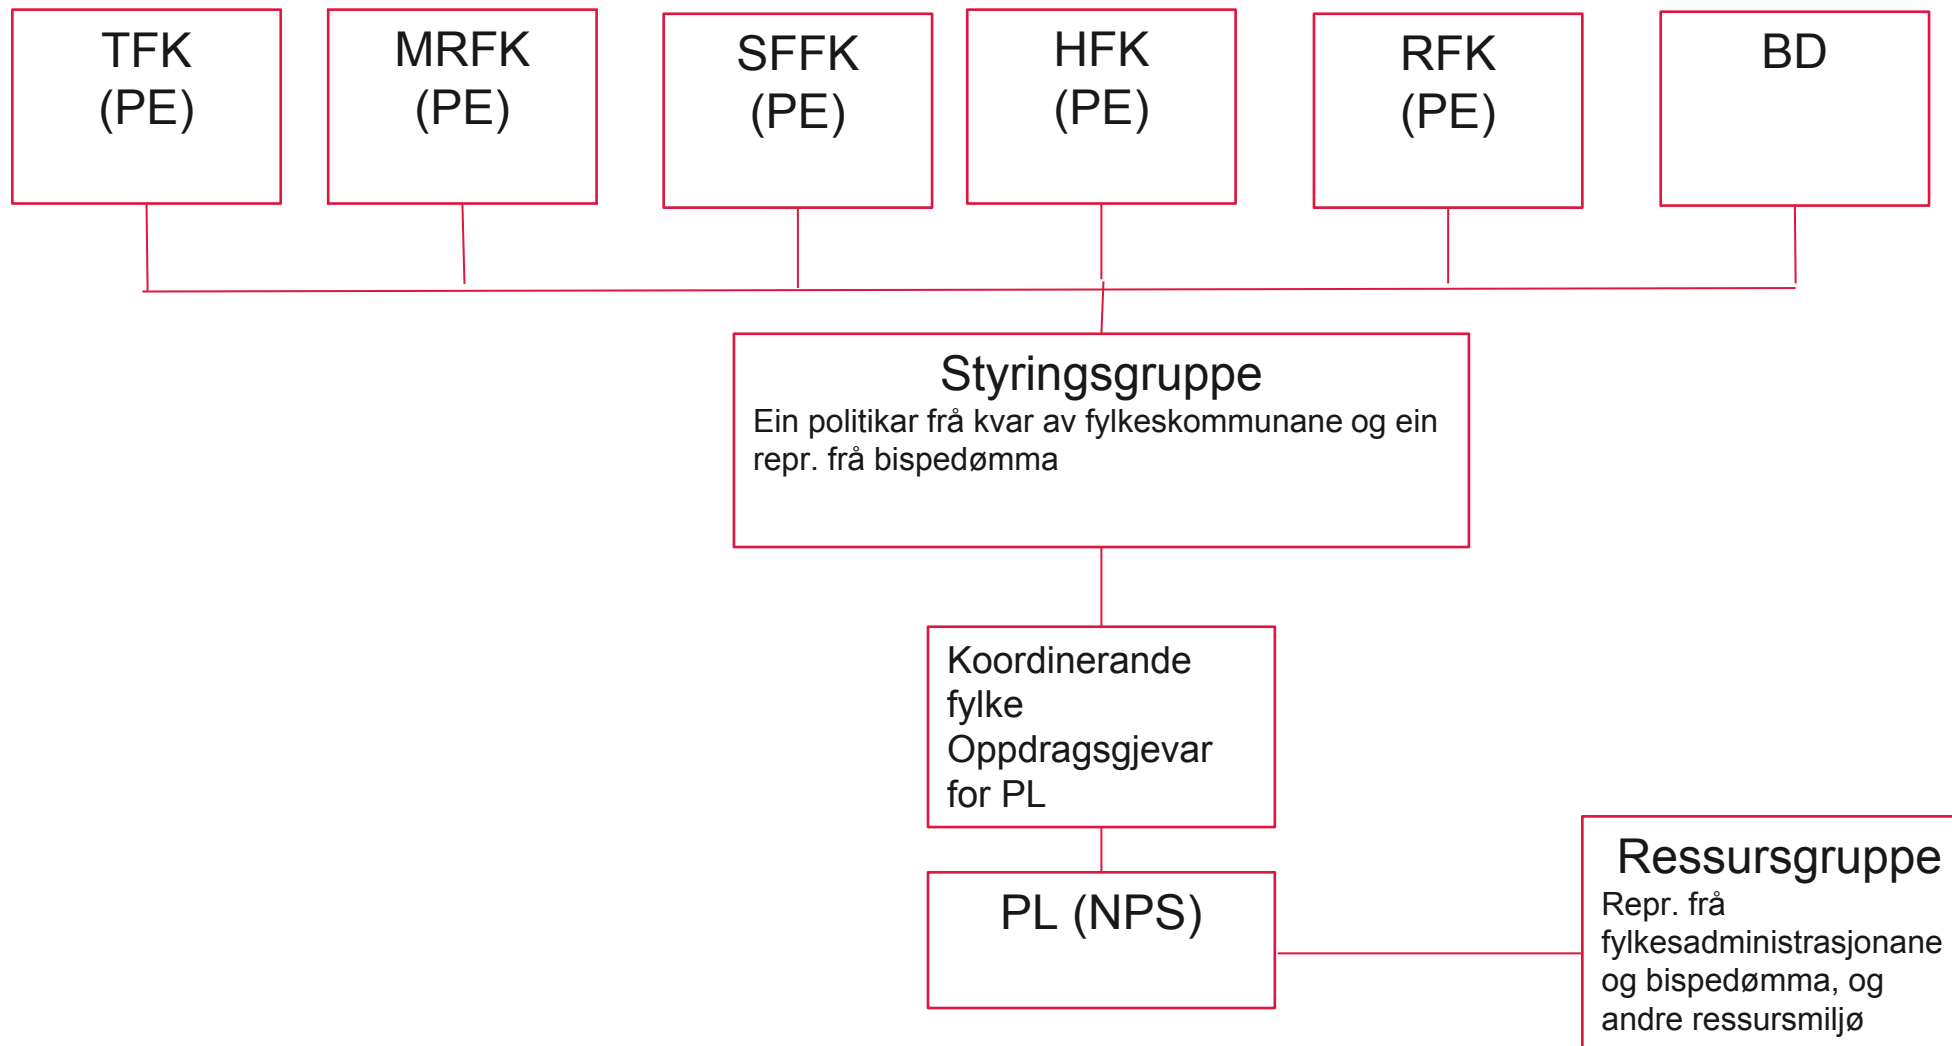 TFK
(PE)
MRFK
(PE)
SFFK
(PE)
HFK
(PE)
RFK
(PE)
BD
Styringsgruppe
Ein politikar frå kvar av fylkeskommunane og ein
repr. frå bispedømma
Koordinerande
fylke
Oppdragsgjevar
for PL
PL (NPS)
Ressursgruppe
Repr. frå
fylkesadministrasjonane
og bispedømma, og
andre ressursmiljø